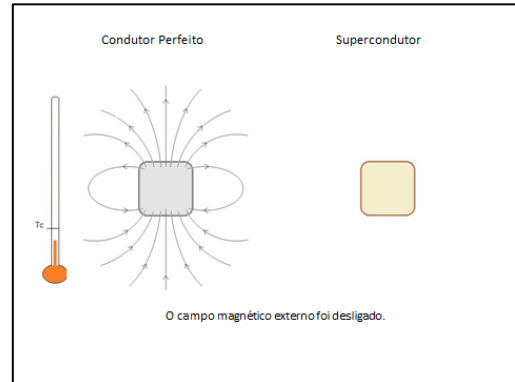 Condutor Perfeito
Supercondutor
Tc
O campo magnético externo foi desligado.